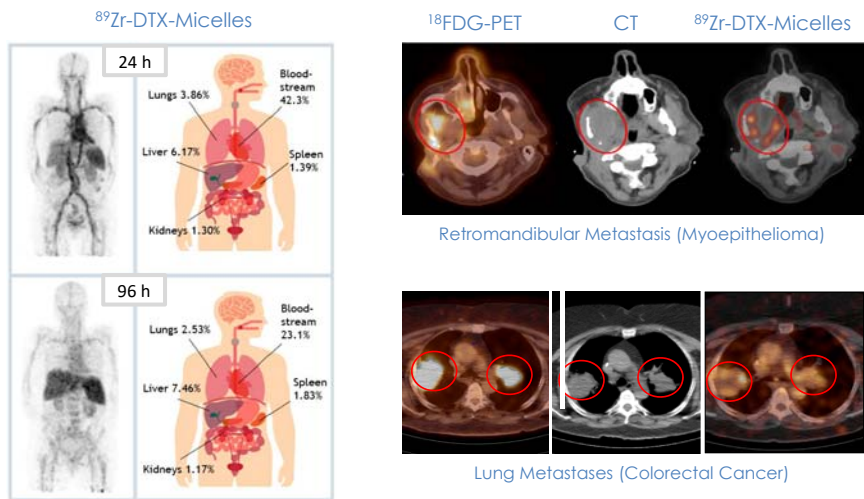 ⁸⁹Zr-DTX-Micelles
24 h
Lungs 3.86%
Blood-
stream
42.3%
Liver 6.17%
Spleen
1.39%
Kidneys 1.30%
96 h
Lungs 2.53%
Blood-
stream
23.1%
Liver 7.46%
Spleen
1.83%
Kidneys 1.17%
¹⁸FDG-PET
CT
⁸⁹Zr-DTX-Micelles
Retromandibular Metastasis (Myoepithelioma)
Lung Metastases (Colorectal Cancer)